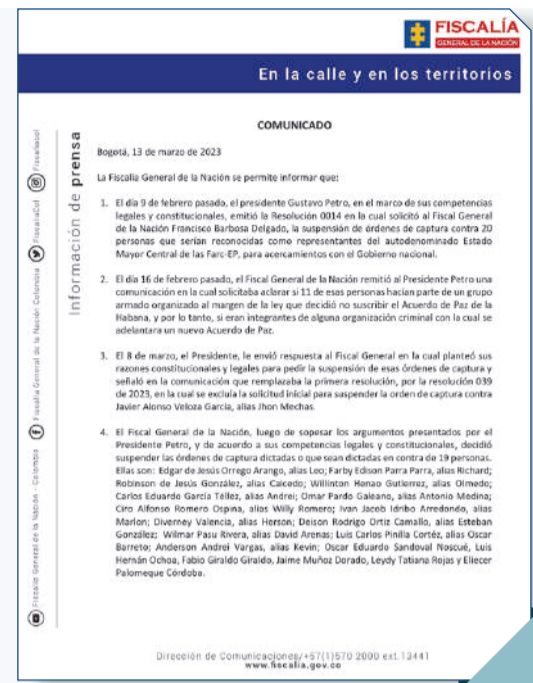 FISCALÍA
GENERAL DE LA NACIÓN
En la calle y en los territorios
COMUNICADO
Bogotá, 13 de marzo de 2023
La Fiscalía General de la Nación se permite informar que:
1. El día 9 de febrero pasado, el presidente Gustavo Petro, en el marco de sus competencias
legales y constitucionales, emitió la Resolución 0014 en la cual solicitó al Fiscal General
de la Nación Francisco Barbosa Delgado, la suspensión de órdenes de captura contra 20
personas que serían reconocidas como representantes del autodenominado Estado
Mayor Central de las Farc-EP, para acercamientos con el Gobierno nacional.
2. El día 16 de febrero pasado, el Fiscal General de la Nación remitió al Presidente Petro una
comunicación en la cual solicitaba aclarar si 11 de esas personas hacían parte de un grupo
armado organizado al margen de la ley que decidió no suscribir el Acuerdo de Paz de la
Habana, y por lo tanto, si eran integrantes de alguna organización criminal con la cual se
adelantara un nuevo Acuerdo de Paz.
3. El 8 de marzo, el Presidente, le envió respuesta al Fiscal General en la cual planteó sus
razones constitucionales y legales para pedir la suspensión de esas órdenes de captura y
señaló en la comunicación que remplazaba la primera resolución, por la resolución 039
de 2023, en la cual se excluía la solicitud inicial para suspender la orden de captura contra
Javier Alonso Veloza García, alias Jhon Mechas.
4. El Fiscal General de la Nación, luego de sopesar los argumentos presentados por el
Presidente Petro, y de acuerdo a sus competencias legales y constitucionales, decidió
suspender las órdenes de captura dictadas o que sean dictadas en contra de 19 personas.
Ellas son: Edgar de Jesús Orrego Arango, alias Leo; Farby Edison Parra Parra, alias Richard;
Robinson de Jesús González, alias Caicedo; Willinton Henao Gutierrez, alias Olmedo;
Carlos Eduardo García Téllez, alias Andrei; Omar Pardo Galeano, alias Antonio Medina;
Ciro Alfonso Romero Ospina, alias Willy Romero; Ivan Jacob Idribo Arredondo, alias
Marlon; Diverney Valencia, alias Herson; Deison Rodrigo Ortiz Camallo, alias Esteban
González; Wilmar Pasu Rivera, alias David Arenas; Luis Carlos Pinilla Cortéz, alias Oscar
Barreto; Anderson Andrei Vargas, alias Kevin; Oscar Eduardo Sandoval Noscué, Luis
Hernán Ochoa, Fabio Giraldo Giraldo, Jaime Muñoz Dorado, Leydy Tatiana Rojas y Eliecer
Palomeque Córdoba.
Información de prensa
Fiscalía General de la Nación - Colombia Fiscalía General de la Nación Colombia FiscaliaCol Fiscaliacol
Dirección de Comunicaciones/+57(1)570 2000 ext.13441
www.fiscalia.gov.co